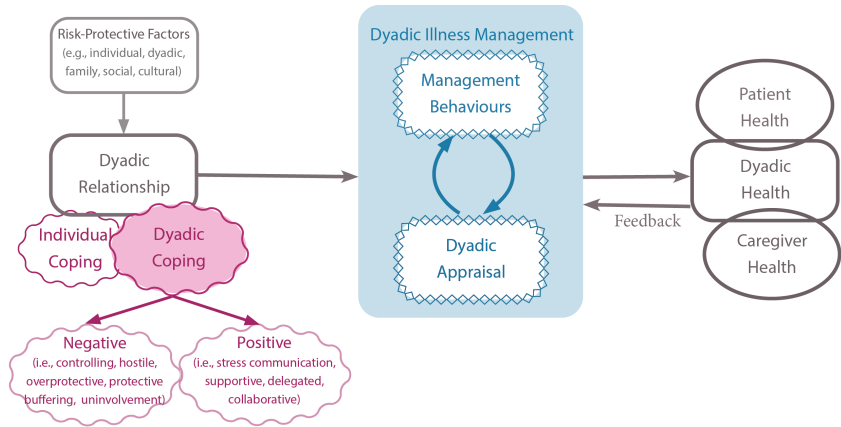 Risk-Protective Factors
(e.g., individual, dyadic,
family, social, cultural)
Dyadic
Relationship
Individual
Coping
Dyadic
Coping
Negative
(i.e., controlling, hostile,
overprotective, protective
buffering, uninvolvement)
Positive
(i.e., stress communication,
supportive, delegated,
collaborative)
Dyadic Illness Management
Management
Behaviours
Dyadic
Appraisal
Feedback
Patient
Health
Dyadic
Health
Caregiver
Health